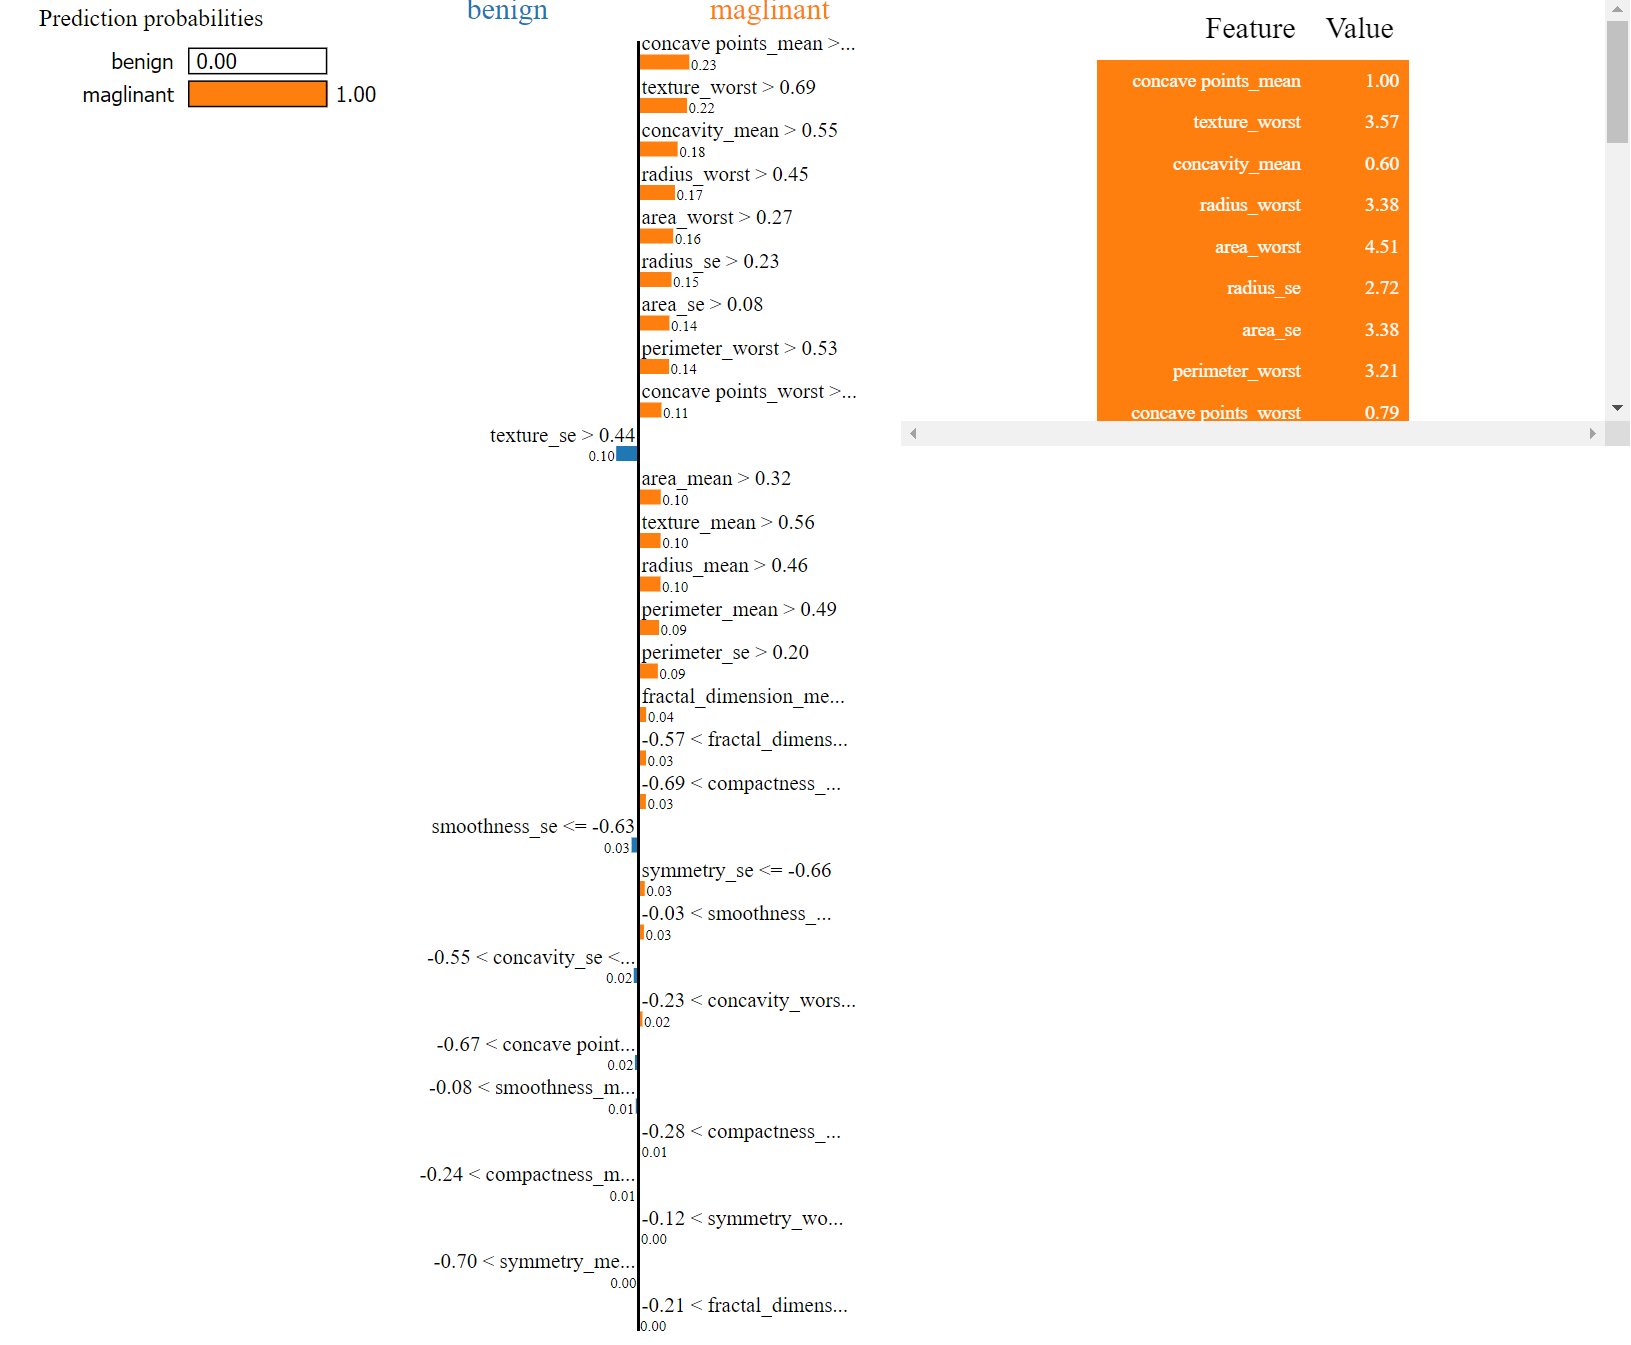 Prediction probabilities
benign 0.00
maglinant 1.00
benign maglinant
concave points_mean >...
0.23
texture_worst > 0.69
0.22
concavity_mean > 0.55
0.18
radius_worst > 0.45
0.17
area_worst > 0.27
0.16
radius_se > 0.23
0.15
area_se > 0.08
0.14
perimeter_worst > 0.53
0.14
concave points_worst >...
0.11
texture_se > 0.44
0.10
area_mean > 0.32
0.10
texture_mean > 0.56
0.10
radius_mean > 0.46
0.10
perimeter_mean > 0.49
0.09
perimeter_se > 0.20
0.09
fractal_dimension_me...
0.04
-0.57 < fractal_dimens...
0.03
-0.69 < compactness_...
0.03
smoothness_se <= -0.63
0.03
symmetry_se <= -0.66
0.03
-0.03 < smoothness_...
0.03
-0.55 < concavity_se <...
0.02
-0.23 < concavity_wors...
0.02
-0.67 < concave point...
0.02
-0.08 < smoothness_m...
0.01
-0.28 < compactness_...
0.01
-0.24 < compactness_m...
0.01
-0.12 < symmetry_wo...
0.00
-0.70 < symmetry_me...
0.00
-0.21 < fractal_dimens...
0.00
Feature Value
concave points_mean 1.00
texture_worst 3.57
concavity_mean 0.60
radius_worst 3.38
area_worst 4.51
radius_se 2.72
area_se 3.38
perimeter_worst 3.21
concave points_worst 0.79